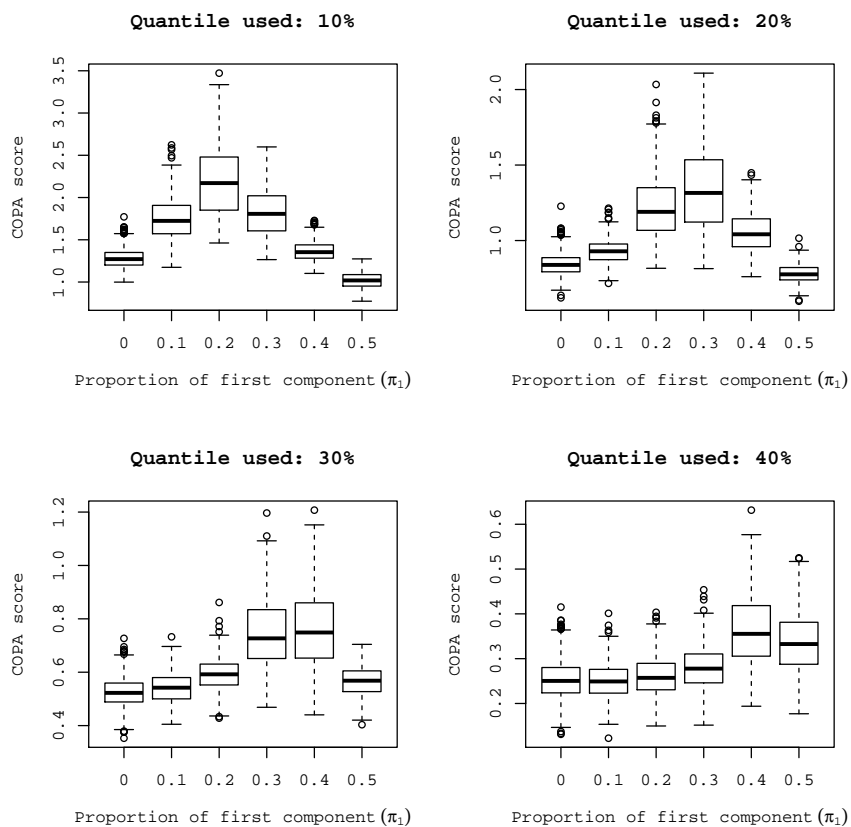 Quantile used: 10%
COPA score
3.5
2.5
2.0
1.5
1.0
0 0.1 0.2 0.3 0.4 0.5
Proportion of first component (π₁)
Quantile used: 20%
COPA score
2.0
1.5
1.0
0 0.1 0.2 0.3 0.4 0.5
Proportion of first component (π₁)
Quantile used: 30%
COPA score
1.2
1.0
0.8
0.6
0.4
0 0.1 0.2 0.3 0.4 0.5
Proportion of first component (π₁)
Quantile used: 40%
COPA score
0.6
0.5
0.4
0.3
0.2
0 0.1 0.2 0.3 0.4 0.5
Proportion of first component (π₁)